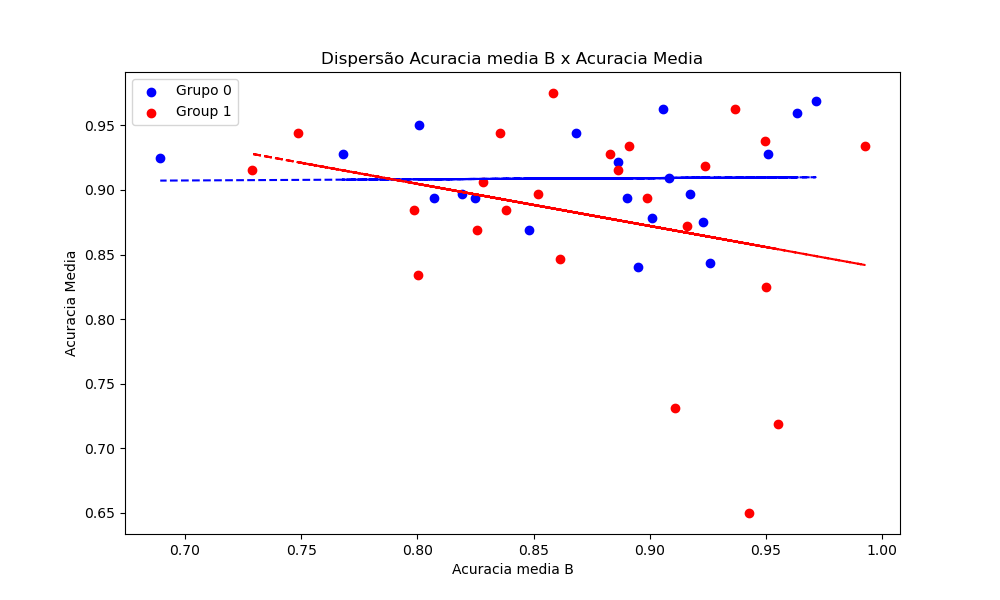 Dispersão Acuracia media B x Acuracia Media
Grupo 0
Group 1
0.95
0.90
0.85
0.80
0.75
0.70
0.65
Acuracia Media
0.70 0.75 0.80 0.85 0.90 0.95 1.00
Acuracia media B